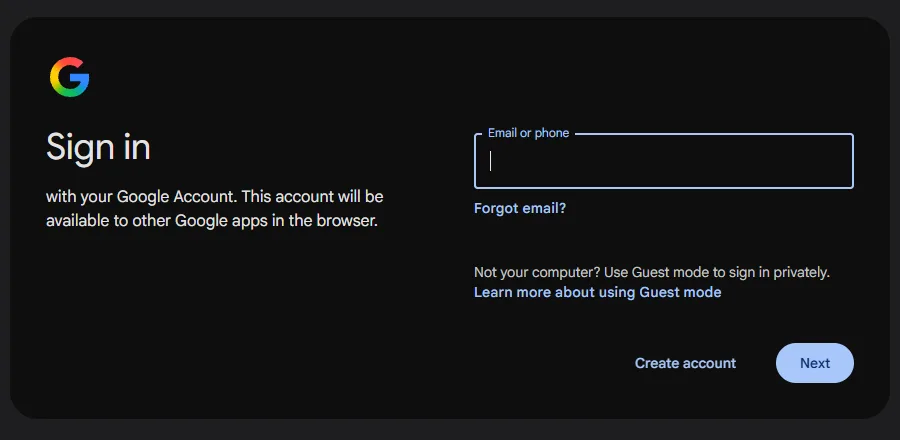 Sign in
with your Google Account. This account will be
available to other Google apps in the browser.
Email or phone
Forgot email?
Not your computer? Use Guest mode to sign in privately.
Learn more about using Guest mode
Create account
Next